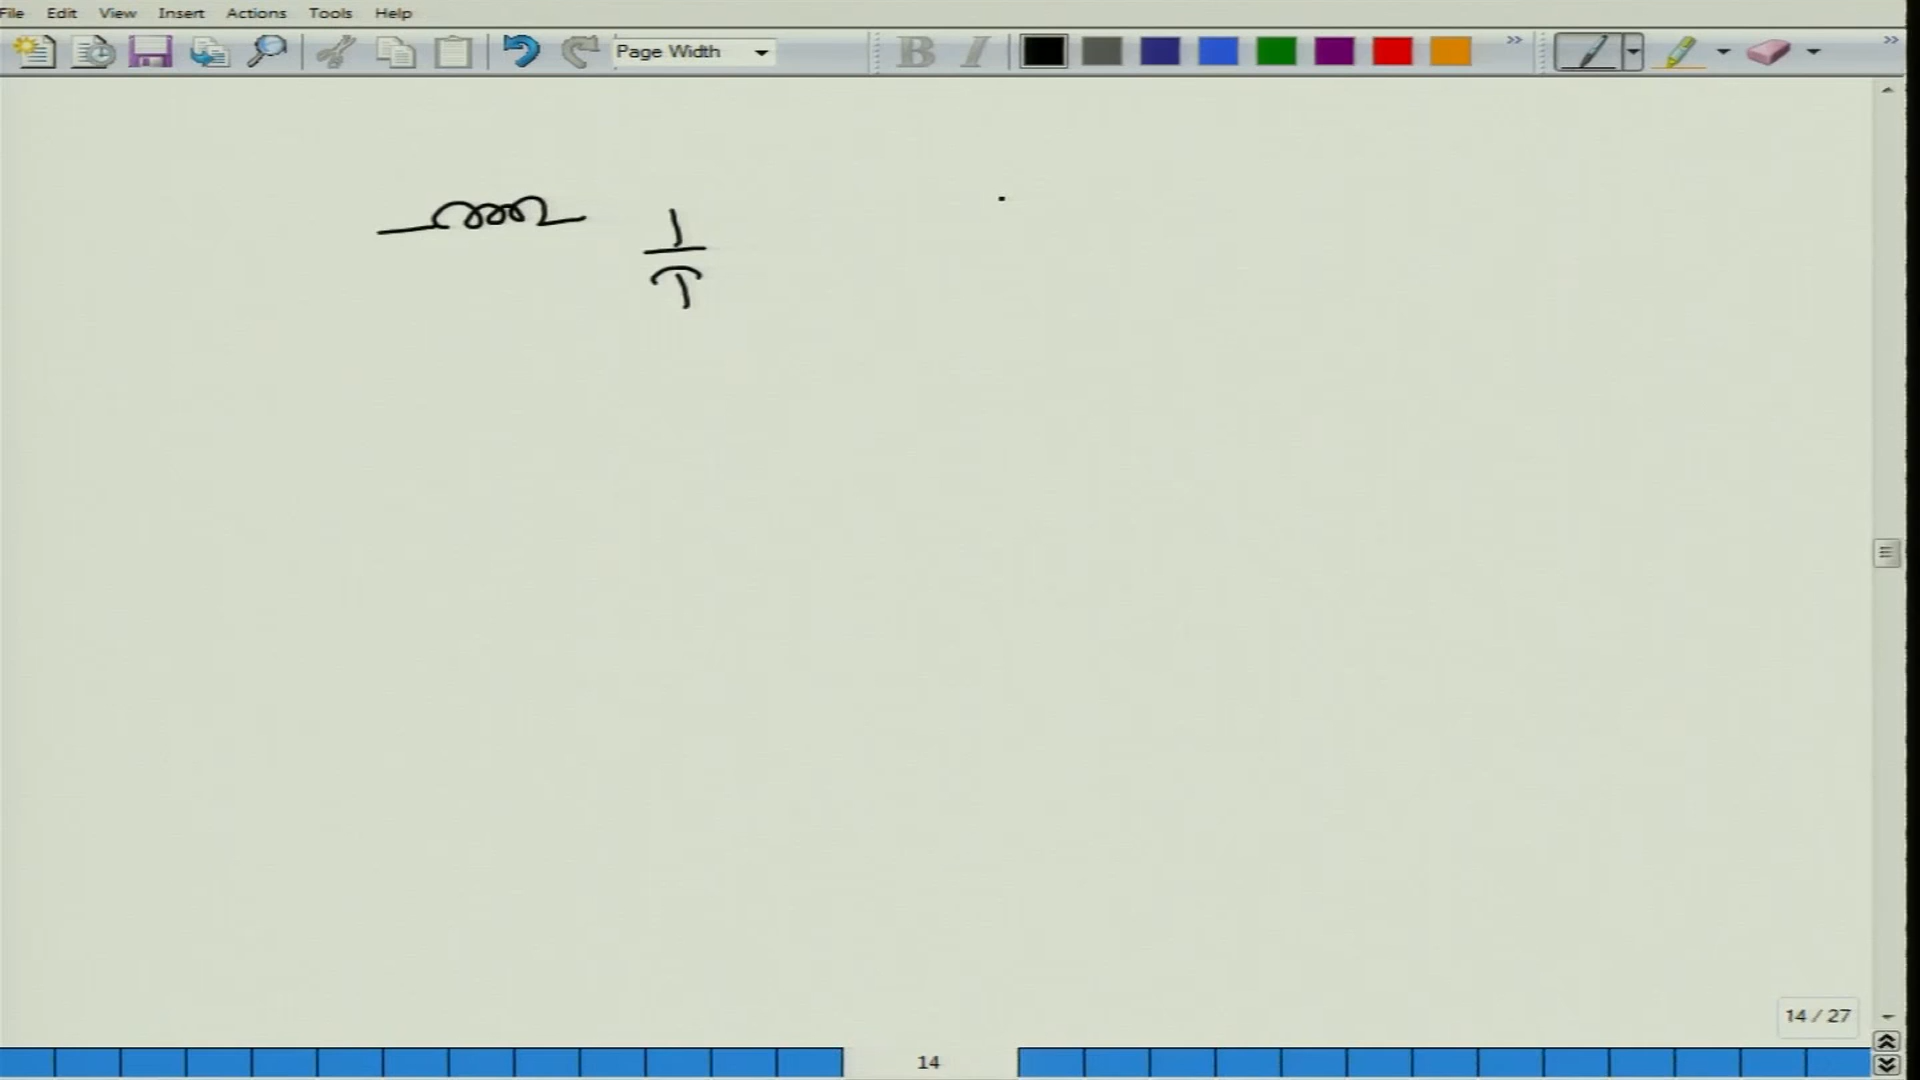 File Edit View Insert Actions Tools Help
Page Width
B I
14 / 27
14